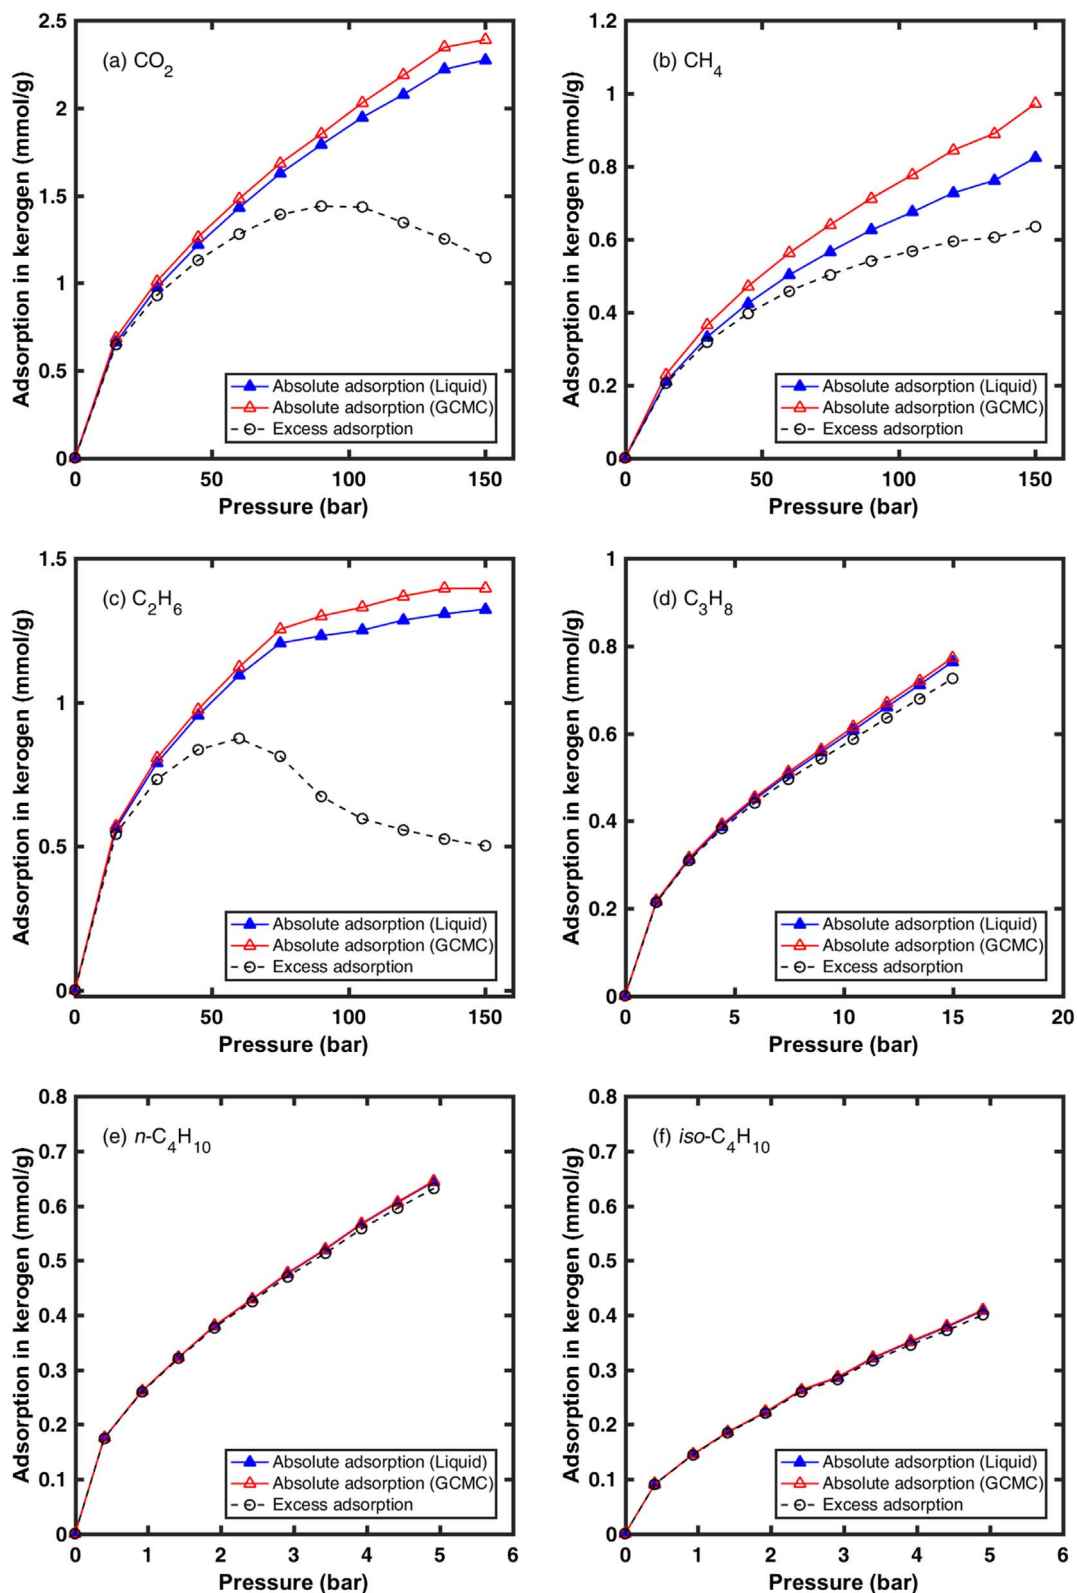 (a) CO2
Adsorption in kerogen (mmol/g)
2.5
2
1.5
1
0.5
0
Absolute adsorption (Liquid)
Absolute adsorption (GCMC)
Excess adsorption
0 50 100 150
Pressure (bar)
(b) CH4
Adsorption in kerogen (mmol/g)
1.2
1
0.8
0.6
0.4
0.2
0
Absolute adsorption (Liquid)
Absolute adsorption (GCMC)
Excess adsorption
0 50 100 150
Pressure (bar)
(c) C2H6
Adsorption in kerogen (mmol/g)
1.5
1
0.5
0
Absolute adsorption (Liquid)
Absolute adsorption (GCMC)
Excess adsorption
0 50 100 150
Pressure (bar)
(d) C3H8
Adsorption in kerogen (mmol/g)
1
0.8
0.6
0.4
0.2
0
Absolute adsorption (Liquid)
Absolute adsorption (GCMC)
Excess adsorption
0 5 10 15 20
Pressure (bar)
(e) n-C4H10
Adsorption in kerogen (mmol/g)
0.8
0.7
0.6
0.5
0.4
0.3
0.2
0.1
0
Absolute adsorption (Liquid)
Absolute adsorption (GCMC)
Excess adsorption
0 1 2 3 4 5 6
Pressure (bar)
(f) iso-C4H10
Adsorption in kerogen (mmol/g)
0.8
0.7
0.6
0.5
0.4
0.3
0.2
0.1
0
Absolute adsorption (Liquid)
Absolute adsorption (GCMC)
Excess adsorption
0 1 2 3 4 5 6
Pressure (bar)